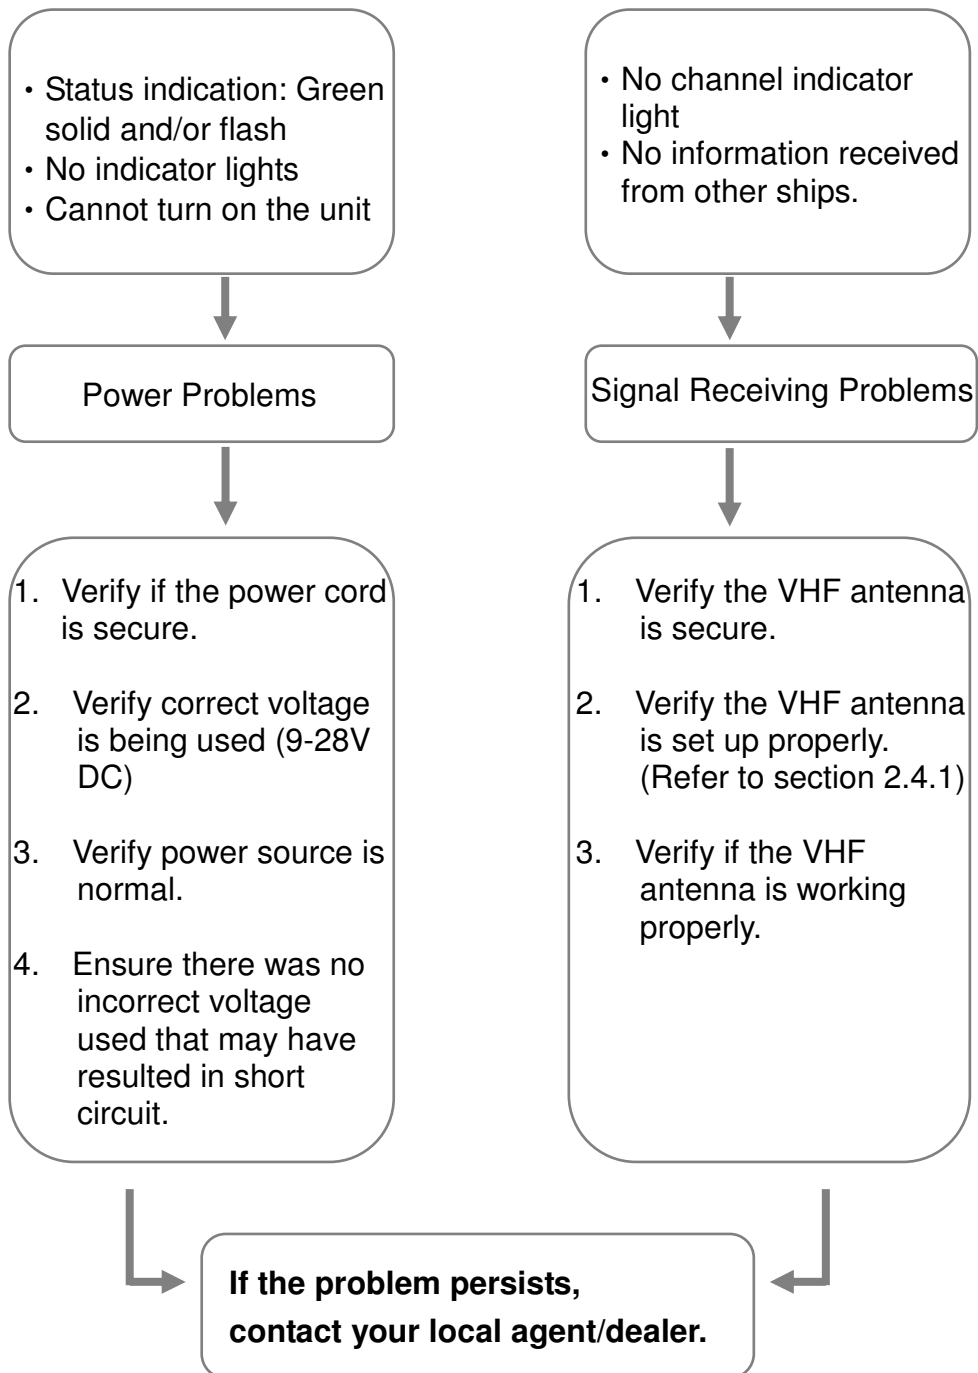 • Status indication: Green
solid and/or flash
• No indicator lights
• Cannot turn on the unit
Power Problems
1. Verify if the power cord
is secure.
2. Verify correct voltage
is being used (9-28V
DC)
3. Verify power source is
normal.
4. Ensure there was no
incorrect voltage
used that may have
resulted in short
circuit.
• No channel indicator
light
• No information received
from other ships.
Signal Receiving Problems
1. Verify the VHF antenna
is secure.
2. Verify the VHF antenna
is set up properly.
(Refer to section 2.4.1)
3. Verify if the VHF
antenna is working
properly.
If the problem persists,
contact your local agent/dealer.